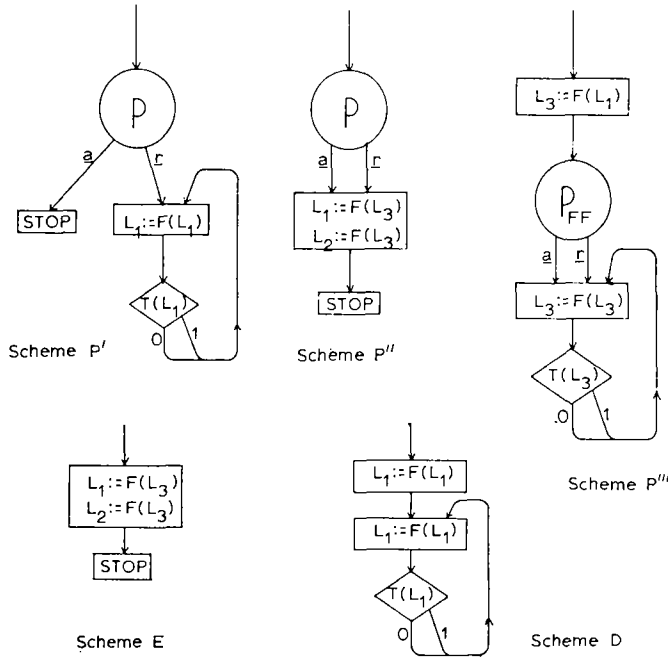 P
a
r
STOP
L₁:=F(L₁)
T(L₁)
0
1
Scheme P'
P
a
r
L₁:=F(L₃)
L₂:=F(L₃)
STOP
Scheme P''
L₃:=F(L₁)
P_FF
a
r
L₃:=F(L₃)
T(L₃)
0
1
Scheme P'''
L₁:=F(L₃)
L₂:=F(L₃)
STOP
Scheme E
L₁:=F(L₁)
L₁:=F(L₁)
T(L₁)
0
1
Scheme D